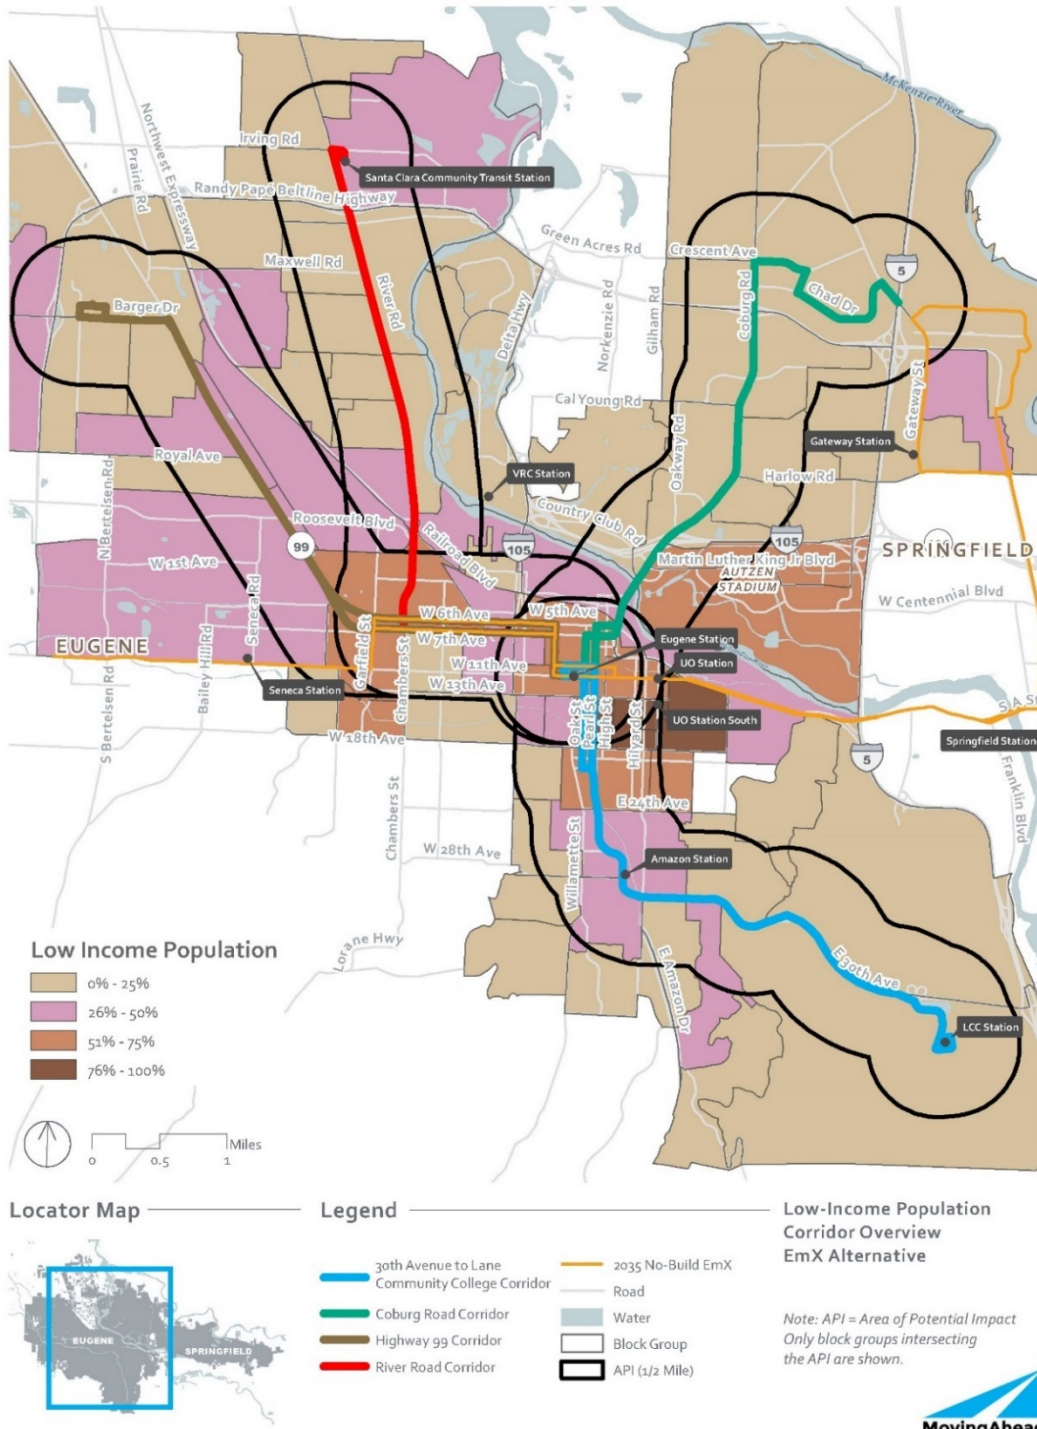 McKenzie River
Irving Rd
Northwest Expressway
Prairie Rd
Santa Clara Community Transit Station
Randy Papé Beltline Highway
Green Acres Rd
Crescent Ave
Maxwell Rd
River Rd
Delta Hwy
Norkenzie Rd
Gilham Rd
Coburg Rd
Chad Dr
5
Barger Dr
Cal Young Rd
Oakway Rd
Gateway St
Gateway Station
Royal Ave
N Bertelsen Rd
VRC Station
Harlow Rd
Roosevelt Blvd
Railroad Blvd
Country Club Rd
99
105
105
SPRINGFIELD
W 1st Ave
Martin Luther King Jr Blvd
AUTZEN
STADIUM
W Centennial Blvd
Seneca Rd
W 6th Ave
W 5th Ave
EUGENE
W 7th Ave
Eugene Station
Bailey Hill Rd
Garfield St
Chambers St
W 11th Ave
UO Station
Seneca Station
W 13th Ave
S A St
S Bertelsen Rd
W 18th Ave
Oak St
Pearl St
High St
Hilyard St
UO Station South
Springfield Station
5
E 24th Ave
Franklin Blvd
Chambers St
W 28th Ave
Willamette St
Amazon Station
Lorane Hwy
E Amazon Dr
E 30th Ave
LCC Station
Low Income Population
0% - 25%
26% - 50%
51% - 75%
76% - 100%
Miles
0 0.5 1
Locator Map
EUGENE
SPRINGFIELD
Legend
30th Avenue to Lane
Community College Corridor
Coburg Road Corridor
Highway 99 Corridor
River Road Corridor
2035 No-Build EmX
Road
Water
Block Group
API (1/2 Mile)
Low-Income Population
Corridor Overview
EmX Alternative
Note: API = Area of Potential Impact
Only block groups intersecting
the API are shown.
MovingAhead